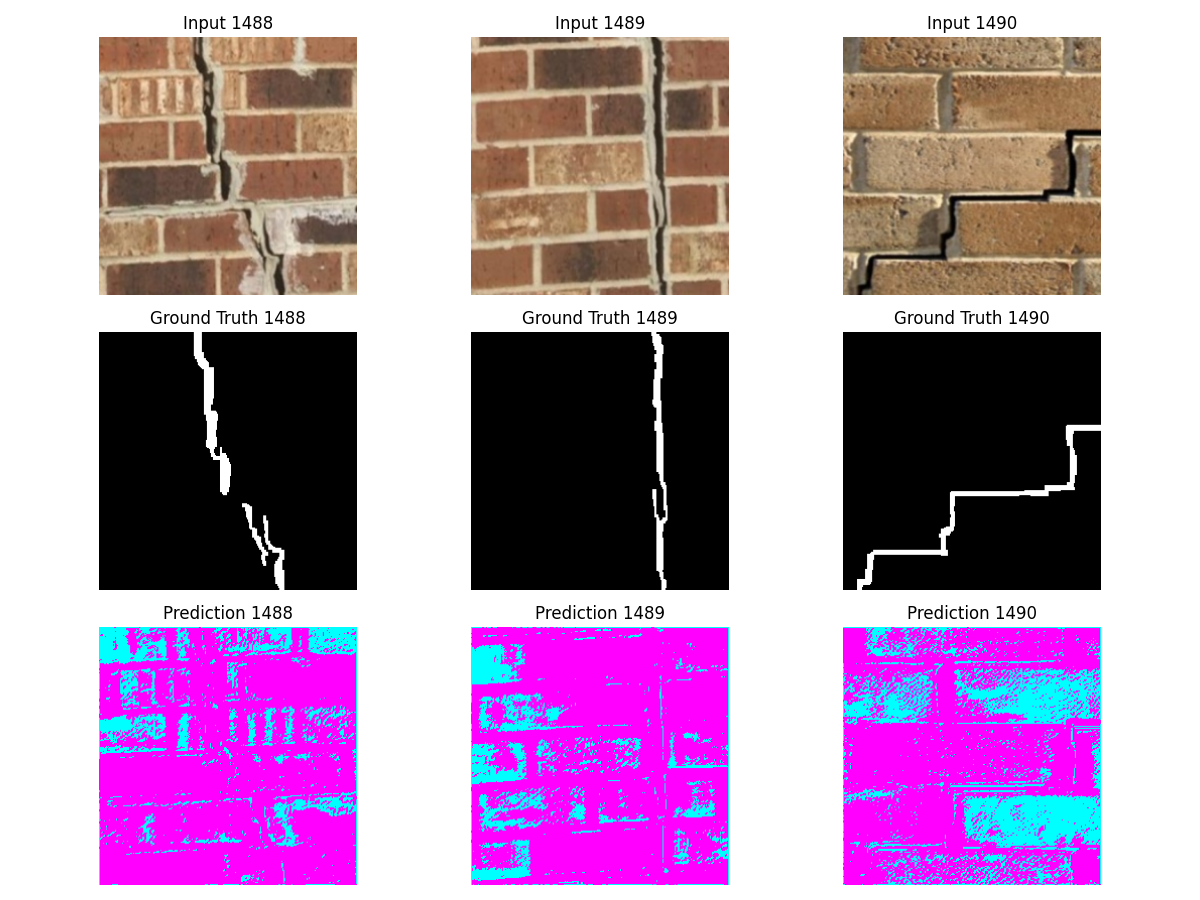 Input 1488
Input 1489
Input 1490
Ground Truth 1488
Ground Truth 1489
Ground Truth 1490
Prediction 1488
Prediction 1489
Prediction 1490